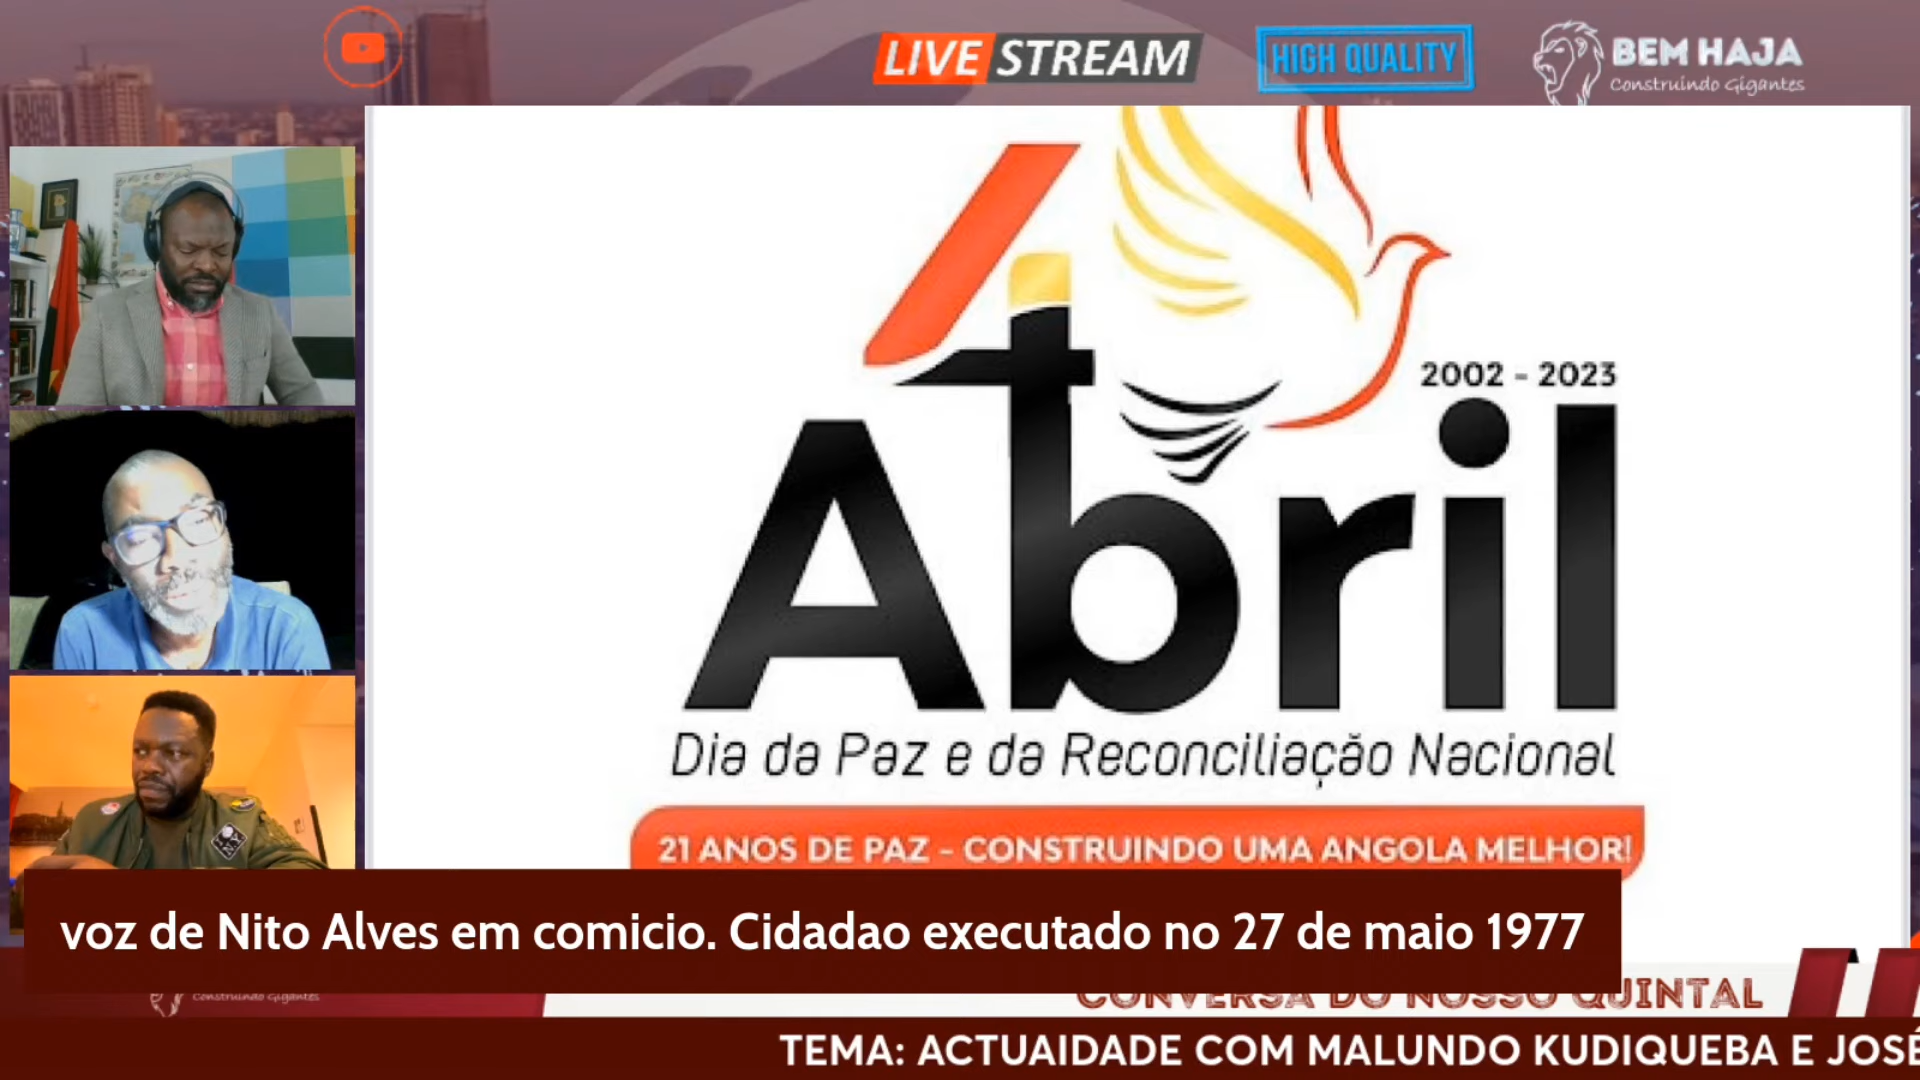 LIVE STREAM
HIGH QUALITY
BEM HAJA
Construindo Gigantes
4
2002 - 2023
Abril
Dia da Paz e da Reconciliação Nacional
21 ANOS DE PAZ - CONSTRUINDO UMA ANGOLA MELHOR!
voz de Nito Alves em comicio. Cidadao executado no 27 de maio 1977
Construindo Gigantes
CONVERSA DO NOSSO QUINTAL
TEMA: ACTUAIDADE COM MALUNDO KUDIQUEBA E JOSÉ